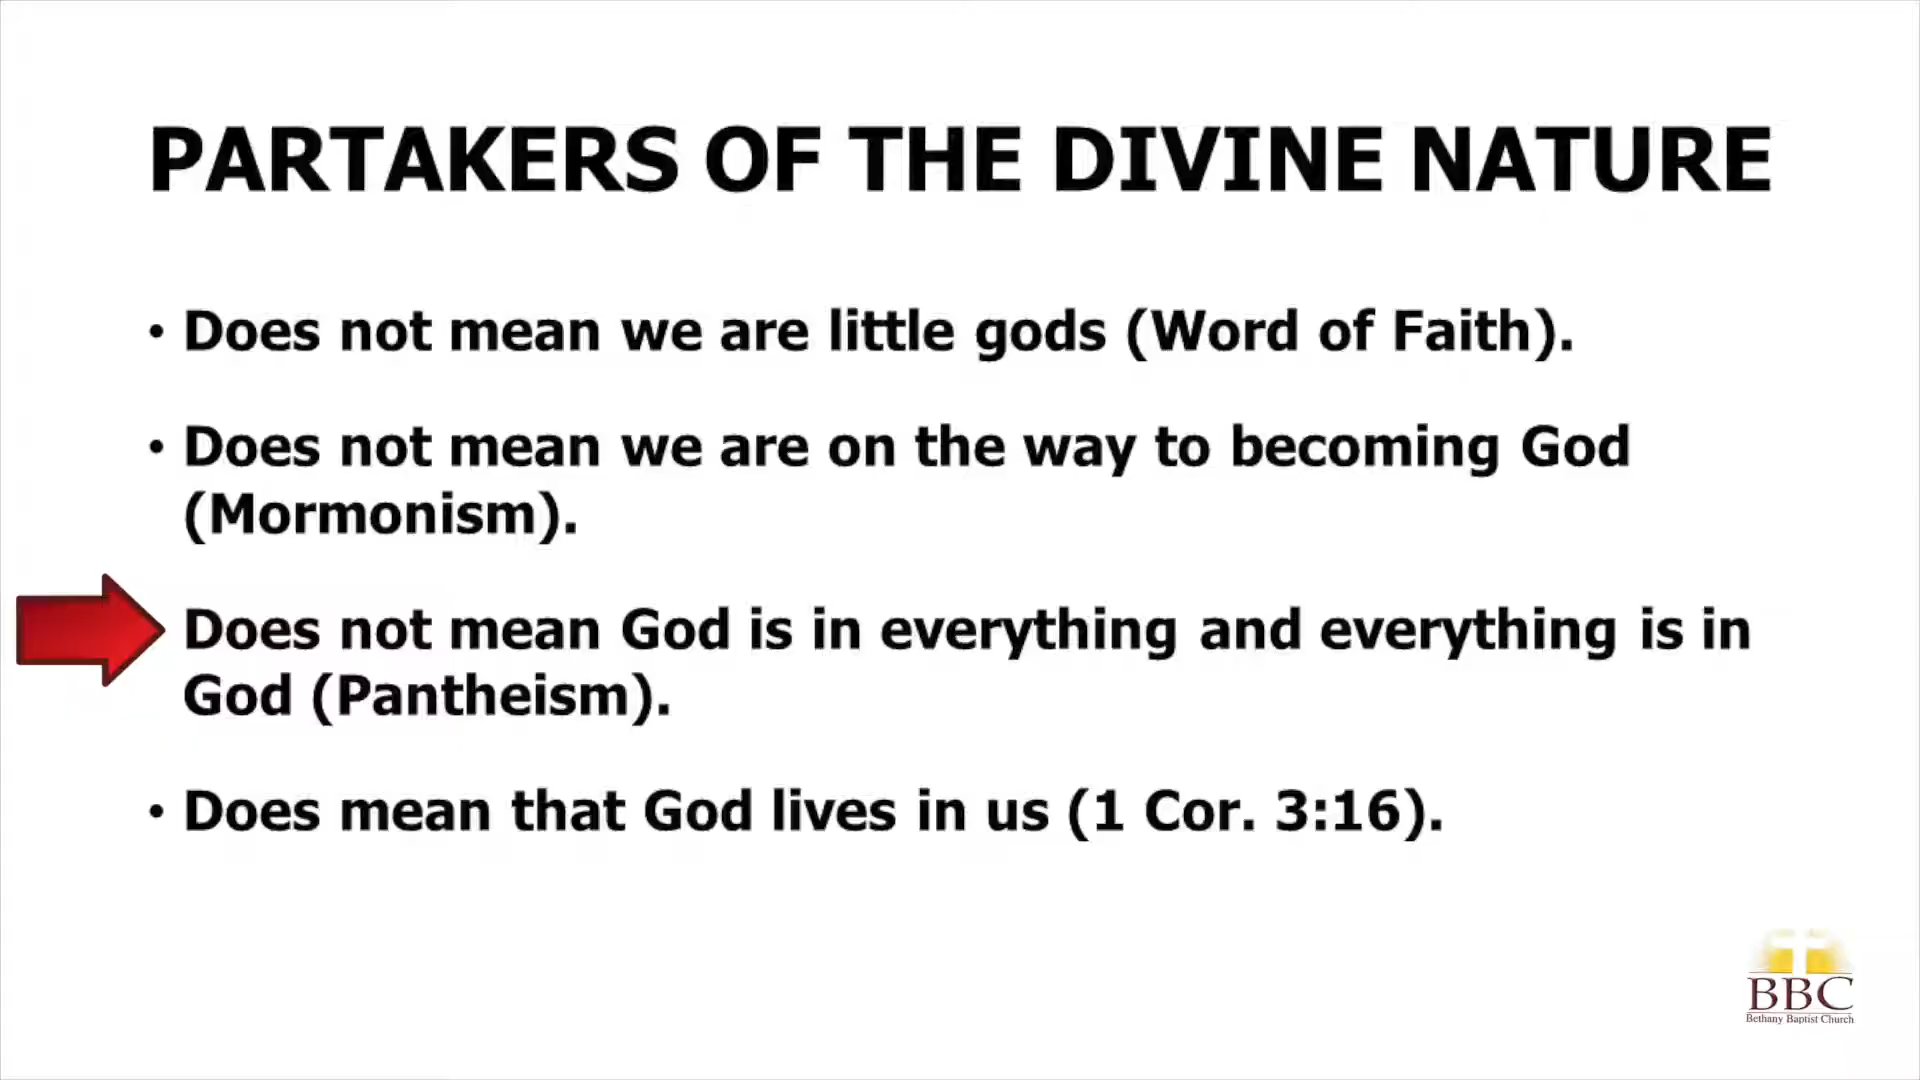 PARTAKERS OF THE DIVINE NATURE
• Does not mean we are little gods (Word of Faith).
• Does not mean we are on the way to becoming God
(Mormonism).
Does not mean God is in everything and everything is in
God (Pantheism).
• Does mean that God lives in us (1 Cor. 3:16).
BBC
Bethany Baptist Church